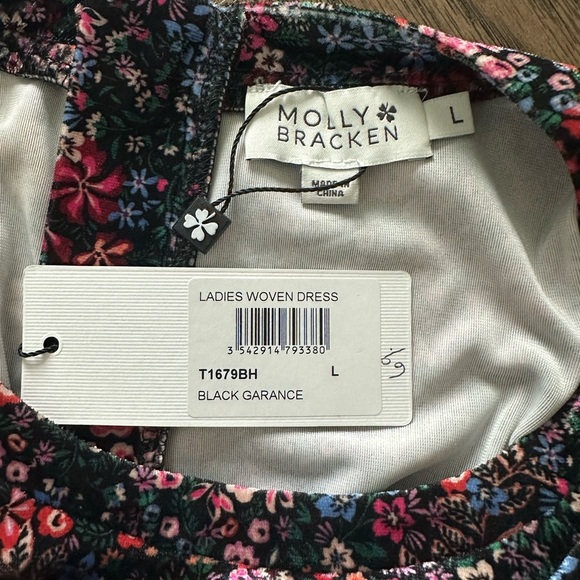 MOLLY
BRACKEN
L
MADE IN
CHINA
LADIES WOVEN DRESS
3 542914 793380
T1679BH L
BLACK GARANCE